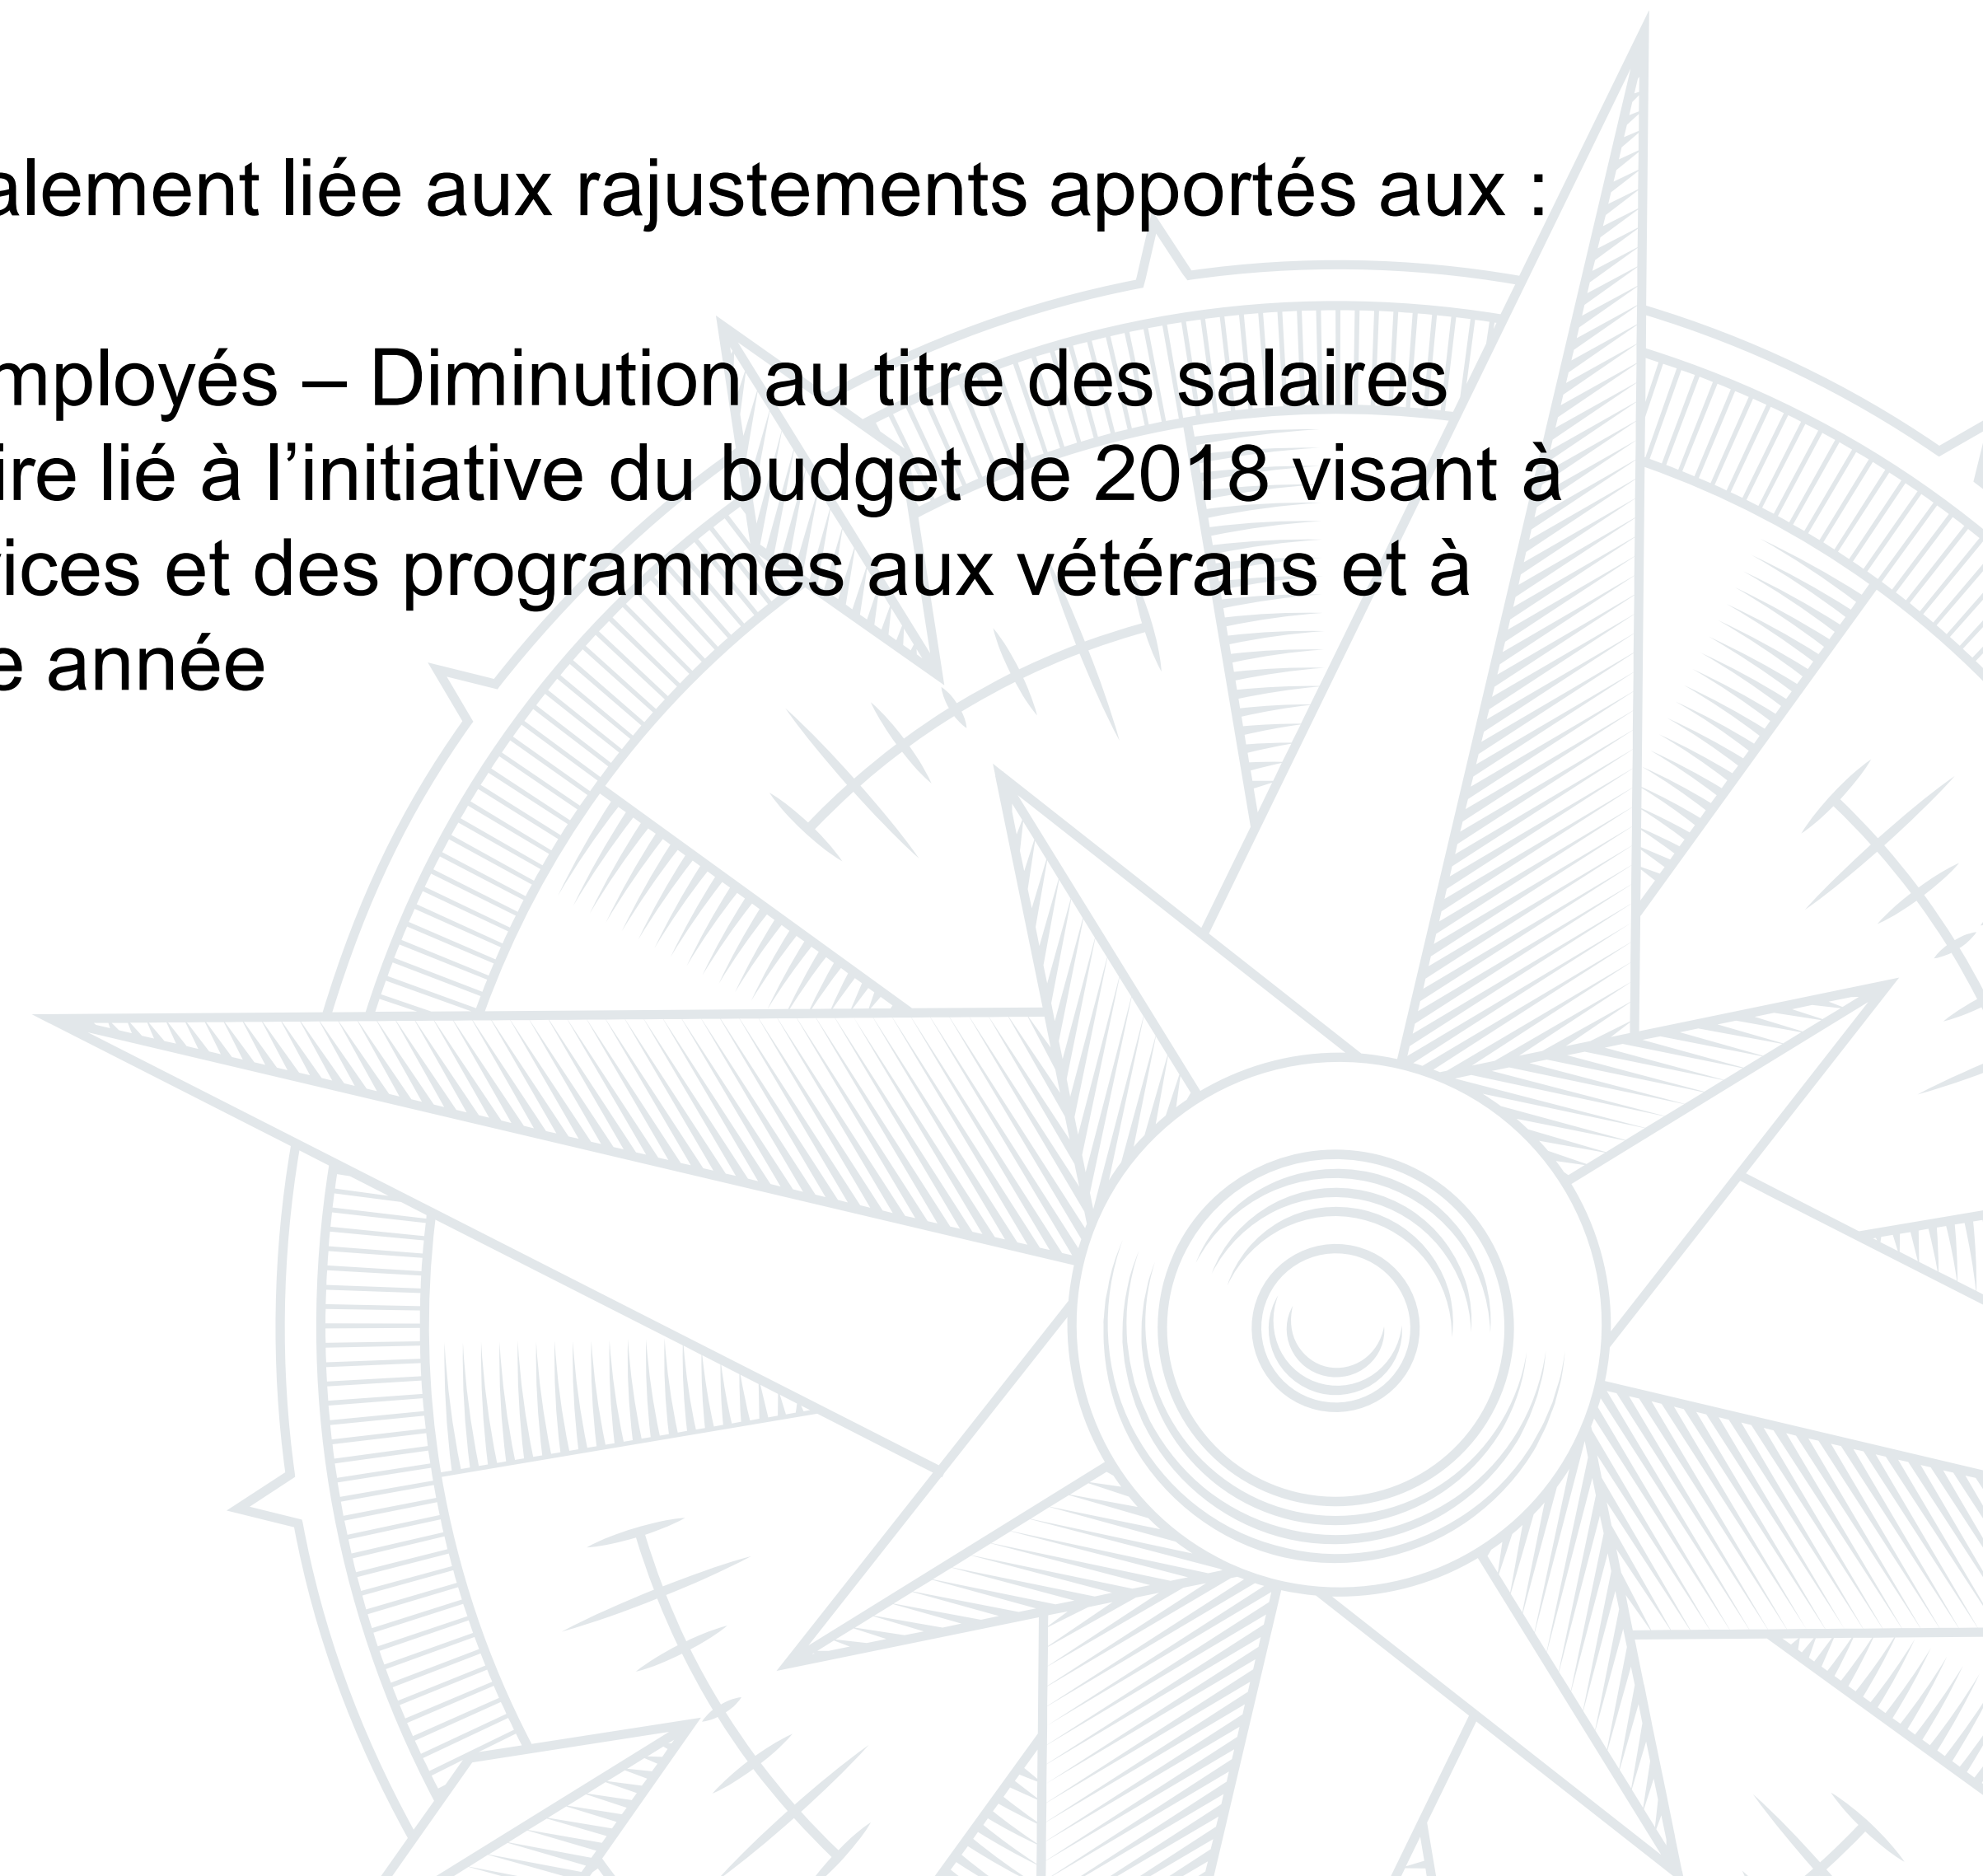 alement liée aux rajustements apportés aux :
mployés – Diminution au titre des salaires
ire lié à l’initiative du budget de 2018 visant à
vices et des programmes aux vétérans et à
e année